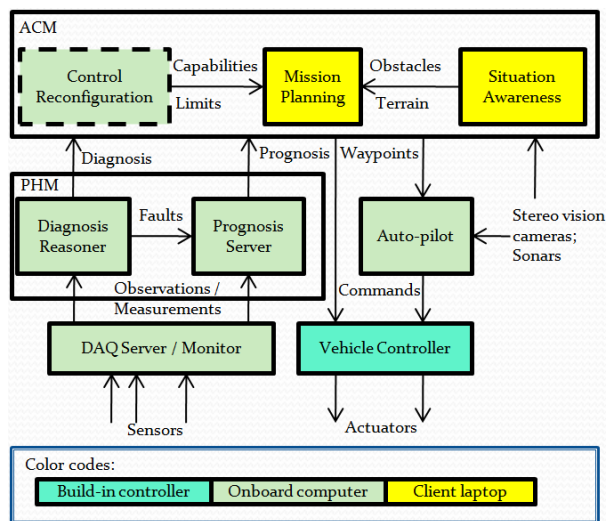 ACM
Control
Reconfiguration
Capabilities
Limits
Mission
Planning
Obstacles
Terrain
Situation
Awareness
Diagnosis
Prognosis
Waypoints
PHM
Diagnosis
Reasoner
Faults
Prognosis
Server
Auto-pilot
Stereo vision
cameras;
Sonars
Observations /
Measurements
Commands
DAQ Server / Monitor
Vehicle Controller
Sensors
Actuators
Color codes:
Build-in controller
Onboard computer
Client laptop